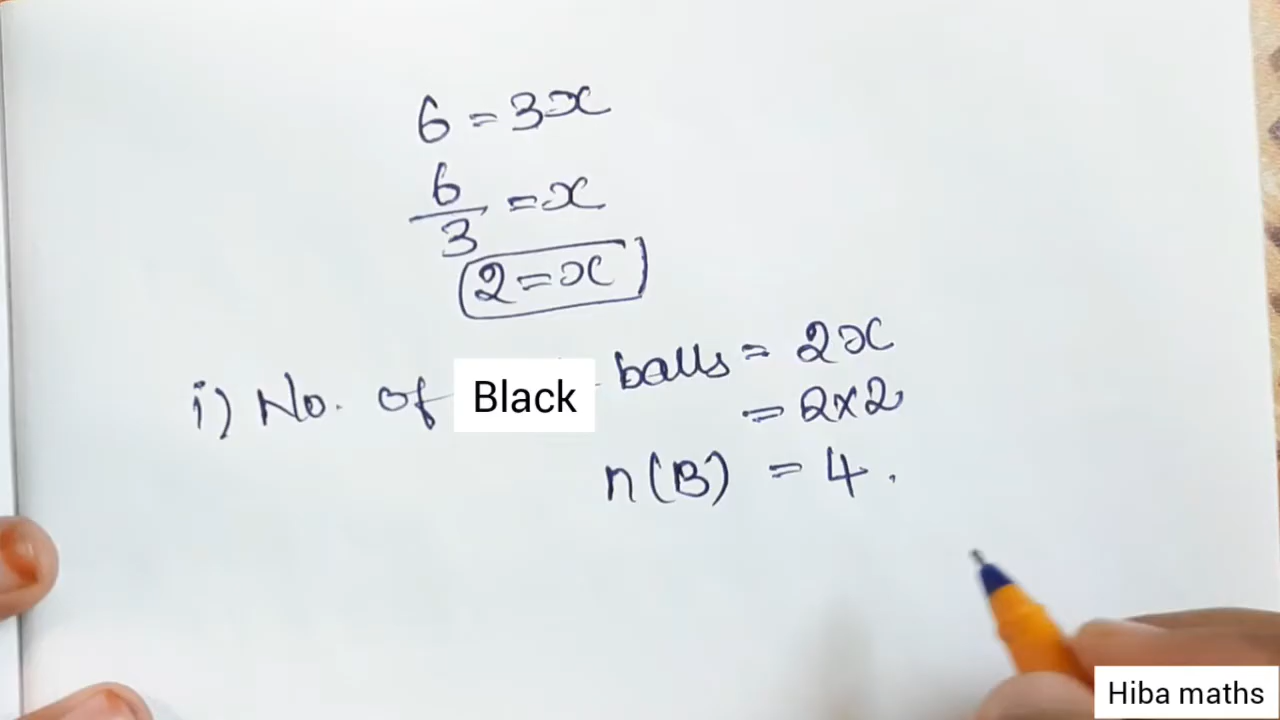 6 = 3x
6/3 = x
2 = x
i) No. of Black balls = 2x
= 2x2
n(B) = 4.
Hiba maths